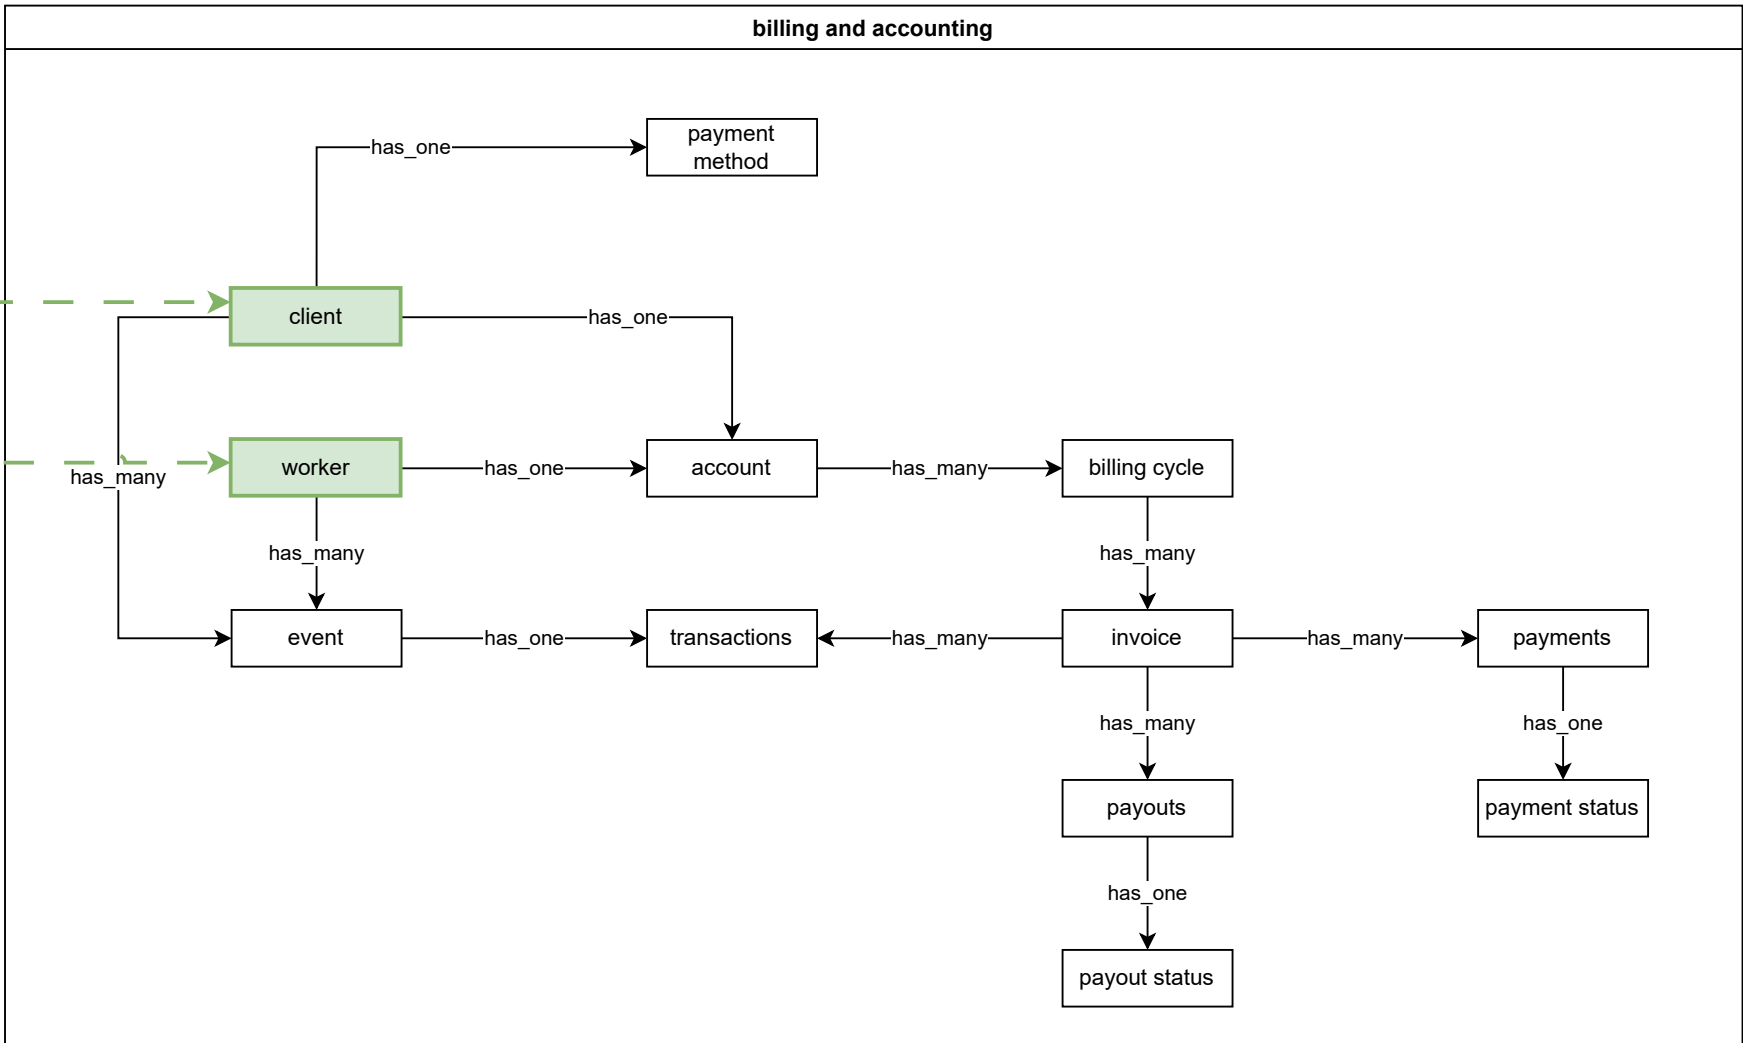 billing and accounting
has_one
payment
method
client
has_one
worker
has_one
account
has_many
billing cycle
has_many
has_many
has_many
event
has_one
transactions
has_many
invoice
has_many
payments
has_many
has_one
payouts
payment status
has_one
payout status